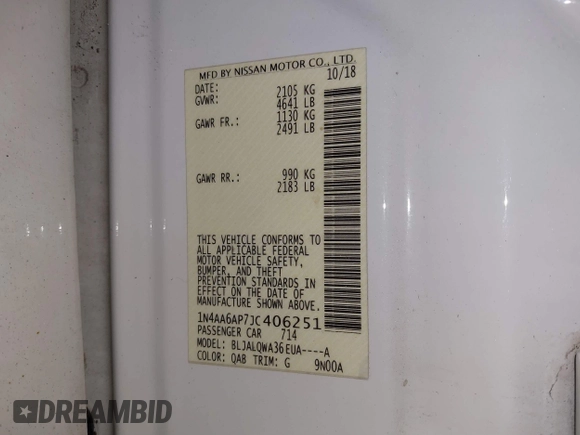 MFD BY NISSAN MOTOR CO., LTD.
DATE: 10/18
GVWR: 2105 KG
4641 LB
GAWR FR.: 1130 KG
2491 LB
GAWR RR.: 990 KG
2183 LB
THIS VEHICLE CONFORMS TO
ALL APPLICABLE FEDERAL
MOTOR VEHICLE SAFETY,
BUMPER, AND THEFT
PREVENTION STANDARDS IN
EFFECT ON THE DATE OF
MANUFACTURE SHOWN ABOVE.
1N4AA6AP7JC406251
PASSENGER CAR 714
MODEL: BLJALQWA36EUA----A
COLOR: QAB TRIM: G 9N00A
DREAMBID